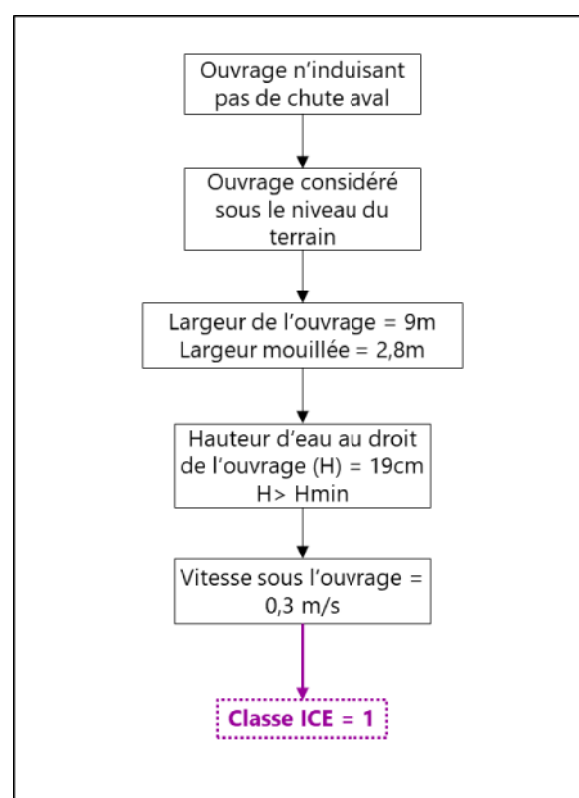 Ouvrage n'induisant
pas de chute aval
Ouvrage considéré
sous le niveau du
terrain
Largeur de l'ouvrage = 9m
Largeur mouillée = 2,8m
Hauteur d'eau au droit
de l'ouvrage (H) = 19cm
H> Hmin
Vitesse sous l'ouvrage =
0,3 m/s
Classe ICE = 1